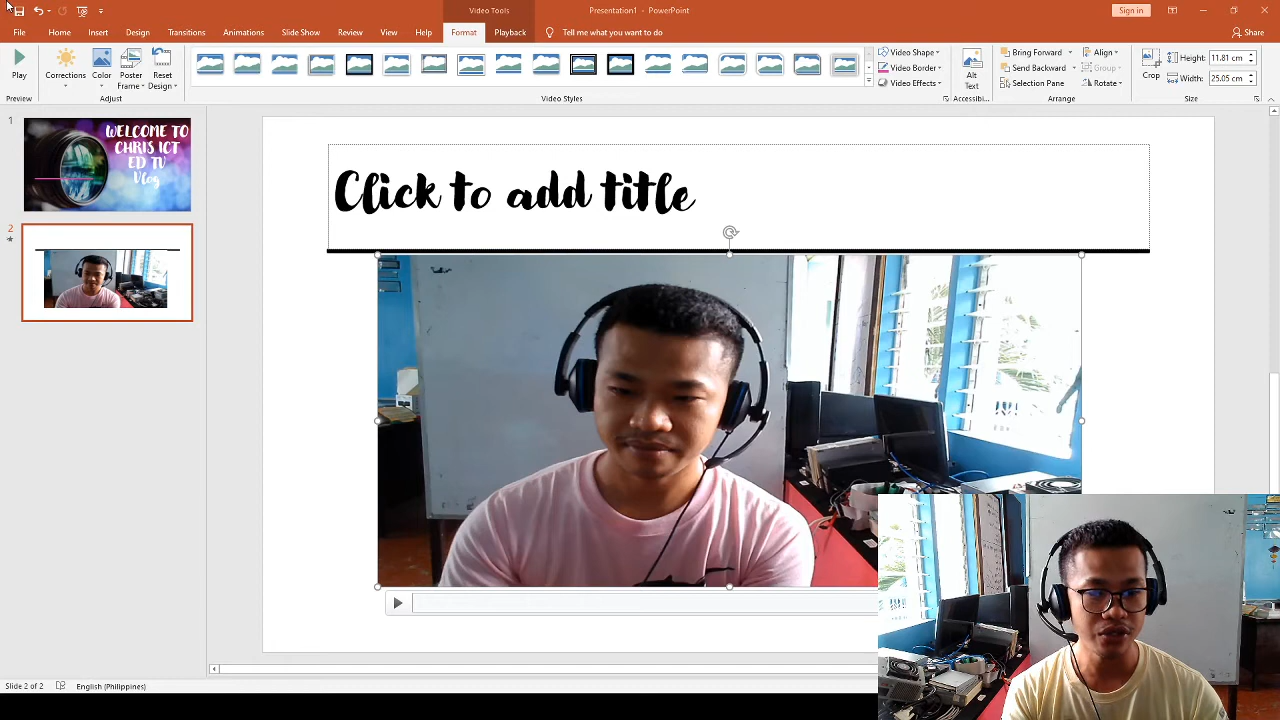 Video Tools
Presentation1 - PowerPoint
Sign in
File
Home
Insert
Design
Transitions
Animations
Slide Show
Review
View
Help
Format
Playback
Tell me what you want to do
Share
Play
Corrections
Color
Poster Frame
Reset Design
Video Shape
Video Border
Video Effects
Alt Text
Bring Forward
Send Backward
Selection Pane
Align
Group
Rotate
Crop
Height: 11.81 cm
Width: 25.05 cm
Preview
Adjust
Video Styles
Accessibi...
Arrange
Size
1
WELCOME TO
CHRIS ICT
ED TV
Vlog
2
Click to add title
Slide 2 of 2
English (Philippines)